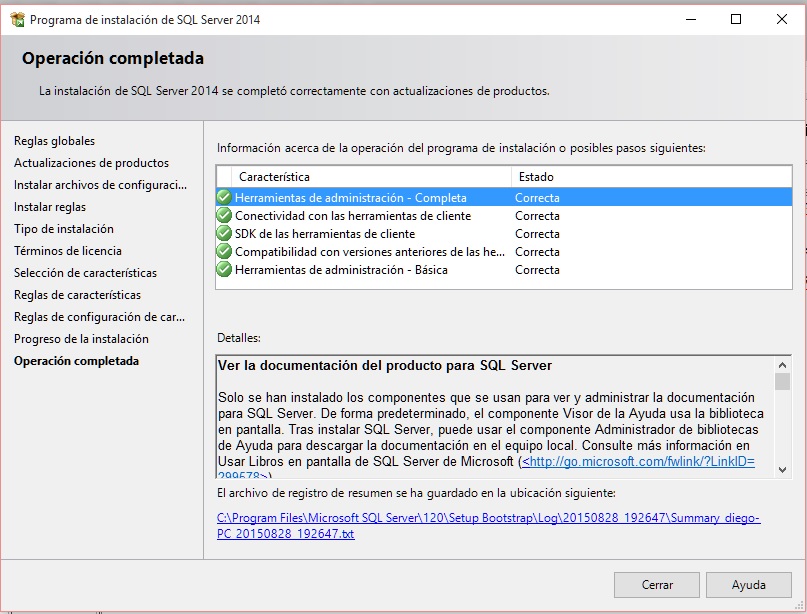 Programa de instalación de SQL Server 2014
Operación completada
La instalación de SQL Server 2014 se completó correctamente con actualizaciones de productos.
Reglas globales
Actualizaciones de productos
Instalar archivos de configuraci...
Instalar reglas
Tipo de instalación
Términos de licencia
Selección de características
Reglas de características
Reglas de configuración de car...
Progreso de la instalación
Operación completada
Información acerca de la operación del programa de instalación o posibles pasos siguientes:
Característica Estado
Herramientas de administración - Completa Correcta
Conectividad con las herramientas de cliente Correcta
SDK de las herramientas de cliente Correcta
Compatibilidad con versiones anteriores de las he... Correcta
Herramientas de administración - Básica Correcta
Detalles:
Ver la documentación del producto para SQL Server
Solo se han instalado los componentes que se usan para ver y administrar la documentación
para SQL Server. De forma predeterminada, el componente Visor de la Ayuda usa la biblioteca
en pantalla. Tras instalar SQL Server, puede usar el componente Administrador de bibliotecas
de Ayuda para descargar la documentación en el equipo local. Consulte más información en
Usar Libros en pantalla de SQL Server de Microsoft (<http://go.microsoft.com/fwlink/?LinkID=
299578>)
El archivo de registro de resumen se ha guardado en la ubicación siguiente:
C:\Program Files\Microsoft SQL Server\120\Setup Bootstrap\Log\20150828_192647\Summary_diego-
PC_20150828_192647.txt
Cerrar Ayuda